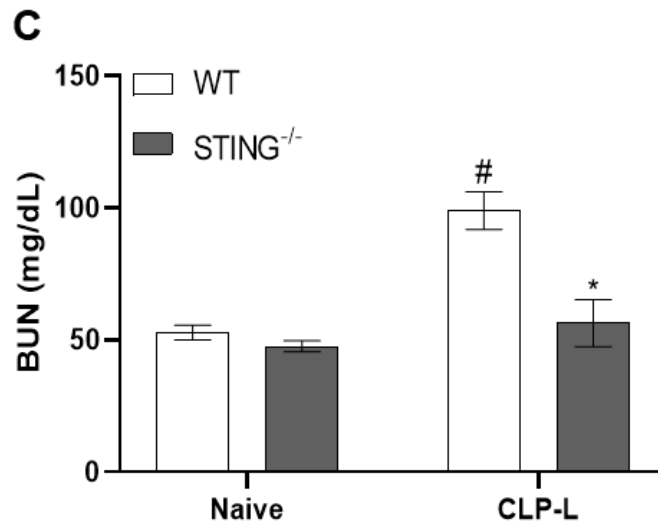 C
BUN (mg/dL)
150
100
50
0
WT
STING⁻/⁻
#
*
Naive
CLP-L